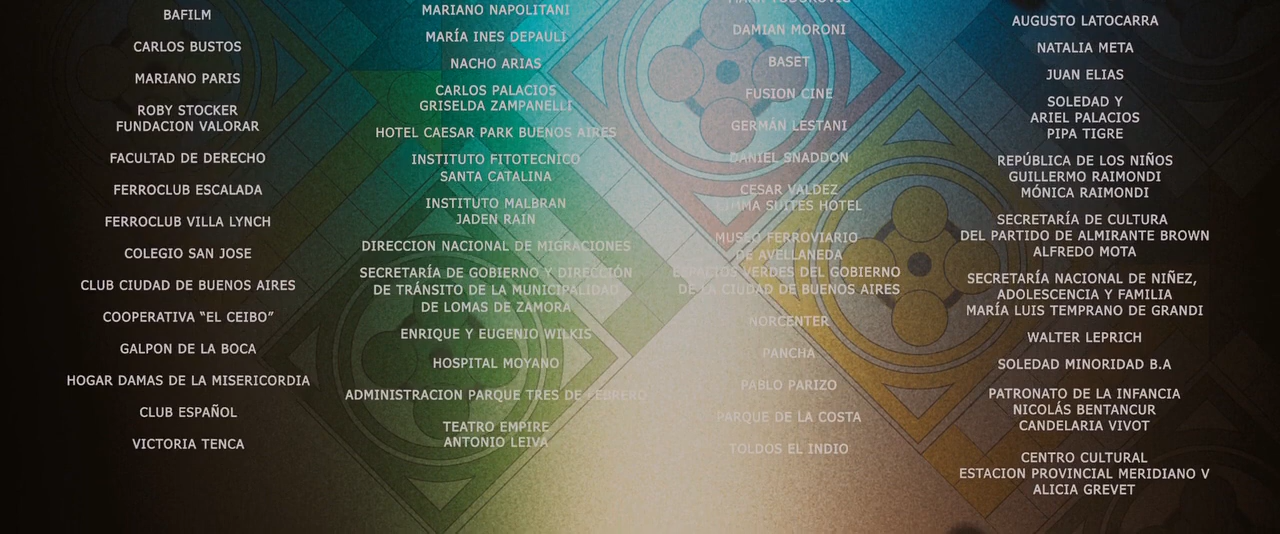 BAFILM
CARLOS BUSTOS
MARIANO PARIS
ROBY STOCKER
FUNDACION VALORAR
FACULTAD DE DERECHO
FERROCLUB ESCALADA
FERROCLUB VILLA LYNCH
COLEGIO SAN JOSE
CLUB CIUDAD DE BUENOS AIRES
COOPERATIVA “EL CEIBO”
GALPON DE LA BOCA
HOGAR DAMAS DE LA MISERICORDIA
CLUB ESPAÑOL
VICTORIA TENCA
MARIANO NAPOLITANI
MARÍA INES DEPAULI
NACHO ARIAS
CARLOS PALACIOS
GRISELDA ZAMPANELLI
HOTEL CAESAR PARK BUENOS AIRES
INSTITUTO FITOTECNICO
SANTA CATALINA
INSTITUTO MALBRAN
JADEN RAIN
DIRECCION NACIONAL DE MIGRACIONES
SECRETARÍA DE GOBIERNO Y DIRECCIÓN
DE TRÁNSITO DE LA MUNICIPALIDAD
DE LOMAS DE ZAMORA
ENRIQUE Y EUGENIO WILKIS
HOSPITAL MOYANO
ADMINISTRACION PARQUE TRES DE FEBRERO
TEATRO EMPIRE
ANTONIO LEIVA
DAMIAN MORONI
BASET
FUSION CINE
GERMÁN LESTANI
DANIEL SNADDON
CESAR VALDEZ
SUITES HOTEL
MUSEO FERROVIARIO
DE AVELLANEDA
ESPACIOS VERDES DEL GOBIERNO
DE LA CIUDAD DE BUENOS AIRES
NORCENTER
PANCHA
PABLO PARIZO
PARQUE DE LA COSTA
TOLDOS EL INDIO
AUGUSTO LATOCARRA
NATALIA META
JUAN ELIAS
SOLEDAD Y
ARIEL PALACIOS
PIPA TIGRE
REPÚBLICA DE LOS NIÑOS
GUILLERMO RAIMONDI
MÓNICA RAIMONDI
SECRETARÍA DE CULTURA
DEL PARTIDO DE ALMIRANTE BROWN
ALFREDO MOTA
SECRETARÍA NACIONAL DE NIÑEZ,
ADOLESCENCIA Y FAMILIA
MARÍA LUIS TEMPRANO DE GRANDI
WALTER LEPRICH
SOLEDAD MINORIDAD B.A
PATRONATO DE LA INFANCIA
NICOLÁS BENTANCUR
CANDELARIA VIVOT
CENTRO CULTURAL
ESTACION PROVINCIAL MERIDIANO V
ALICIA GREVET